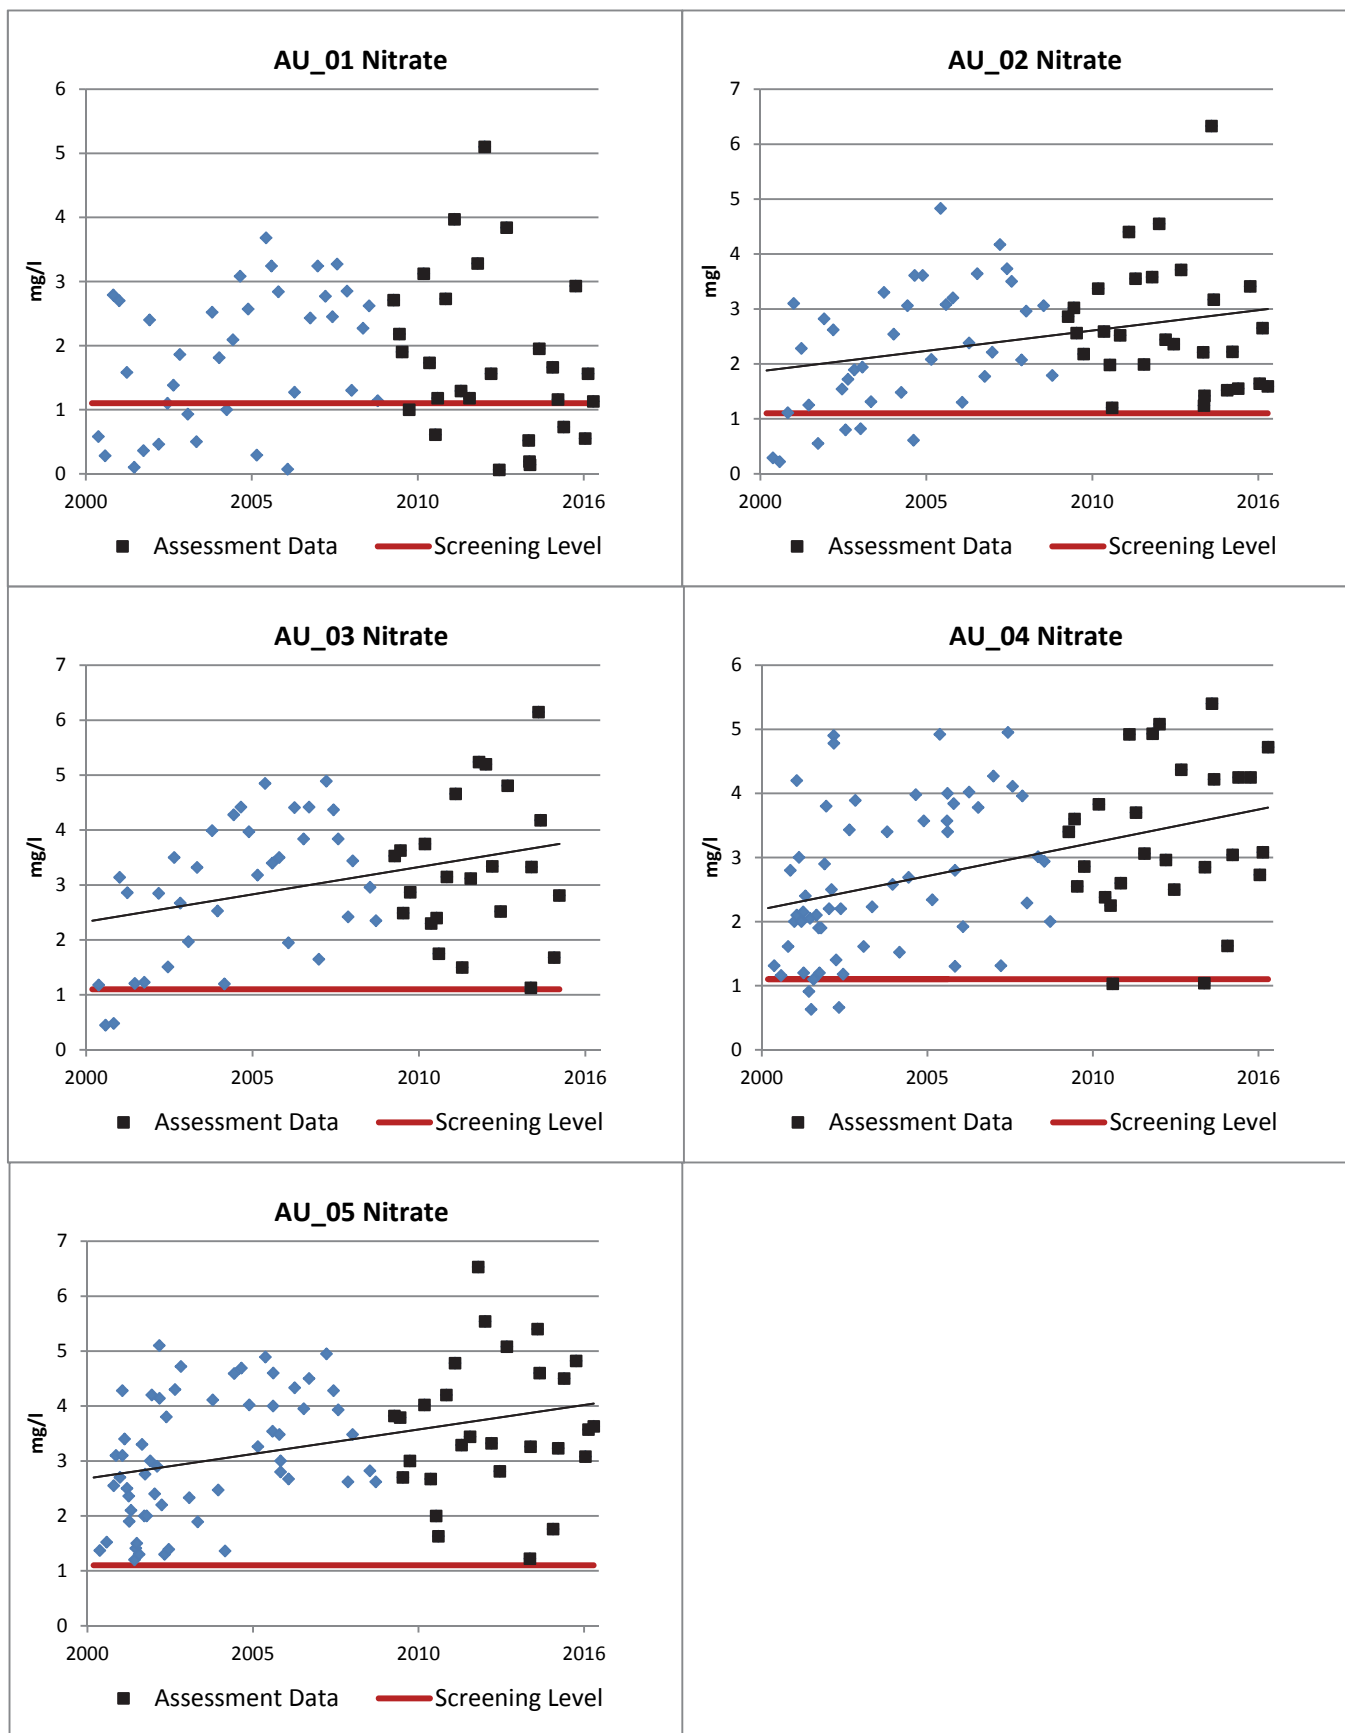 AU_01 Nitrate
6
5
4
3
2
1
0
mg/l
2000 2005 2010 2016
Assessment Data Screening Level
AU_02 Nitrate
7
6
5
4
3
2
1
0
mgl
2000 2005 2010 2016
Assessment Data Screening Level
AU_03 Nitrate
7
6
5
4
3
2
1
0
mg/l
2000 2005 2010 2016
Assessment Data Screening Level
AU_04 Nitrate
6
5
4
3
2
1
0
mg/l
2000 2005 2010 2016
Assessment Data Screening Level
AU_05 Nitrate
7
6
5
4
3
2
1
0
mg/l
2000 2005 2010 2016
Assessment Data Screening Level